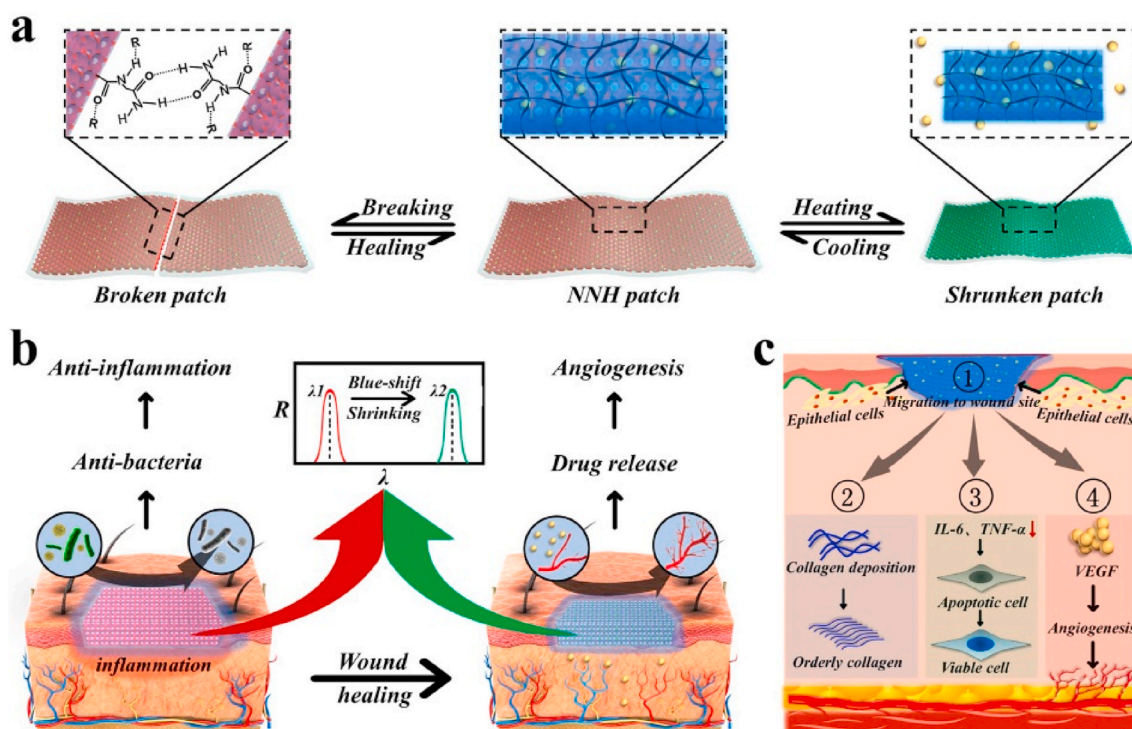 a
R
H
N
O
H
N
H
O
R
O
N
H
O
H
N
H
R
H
R
Breaking
Healing
Heating
Cooling
Broken patch
NNH patch
Shrunken patch
b
Anti-inflammation
Anti-bacteria
inflammation
R
λ1
Blue-shift
Shrinking
λ2
λ
Angiogenesis
Drug release
Wound
healing
c
①
Epithelial cells
Migration to wound site
Epithelial cells
②
Collagen deposition
Orderly collagen
③
IL-6、TNF-α
Apoptotic cell
Viable cell
④
VEGF
Angiogenesis